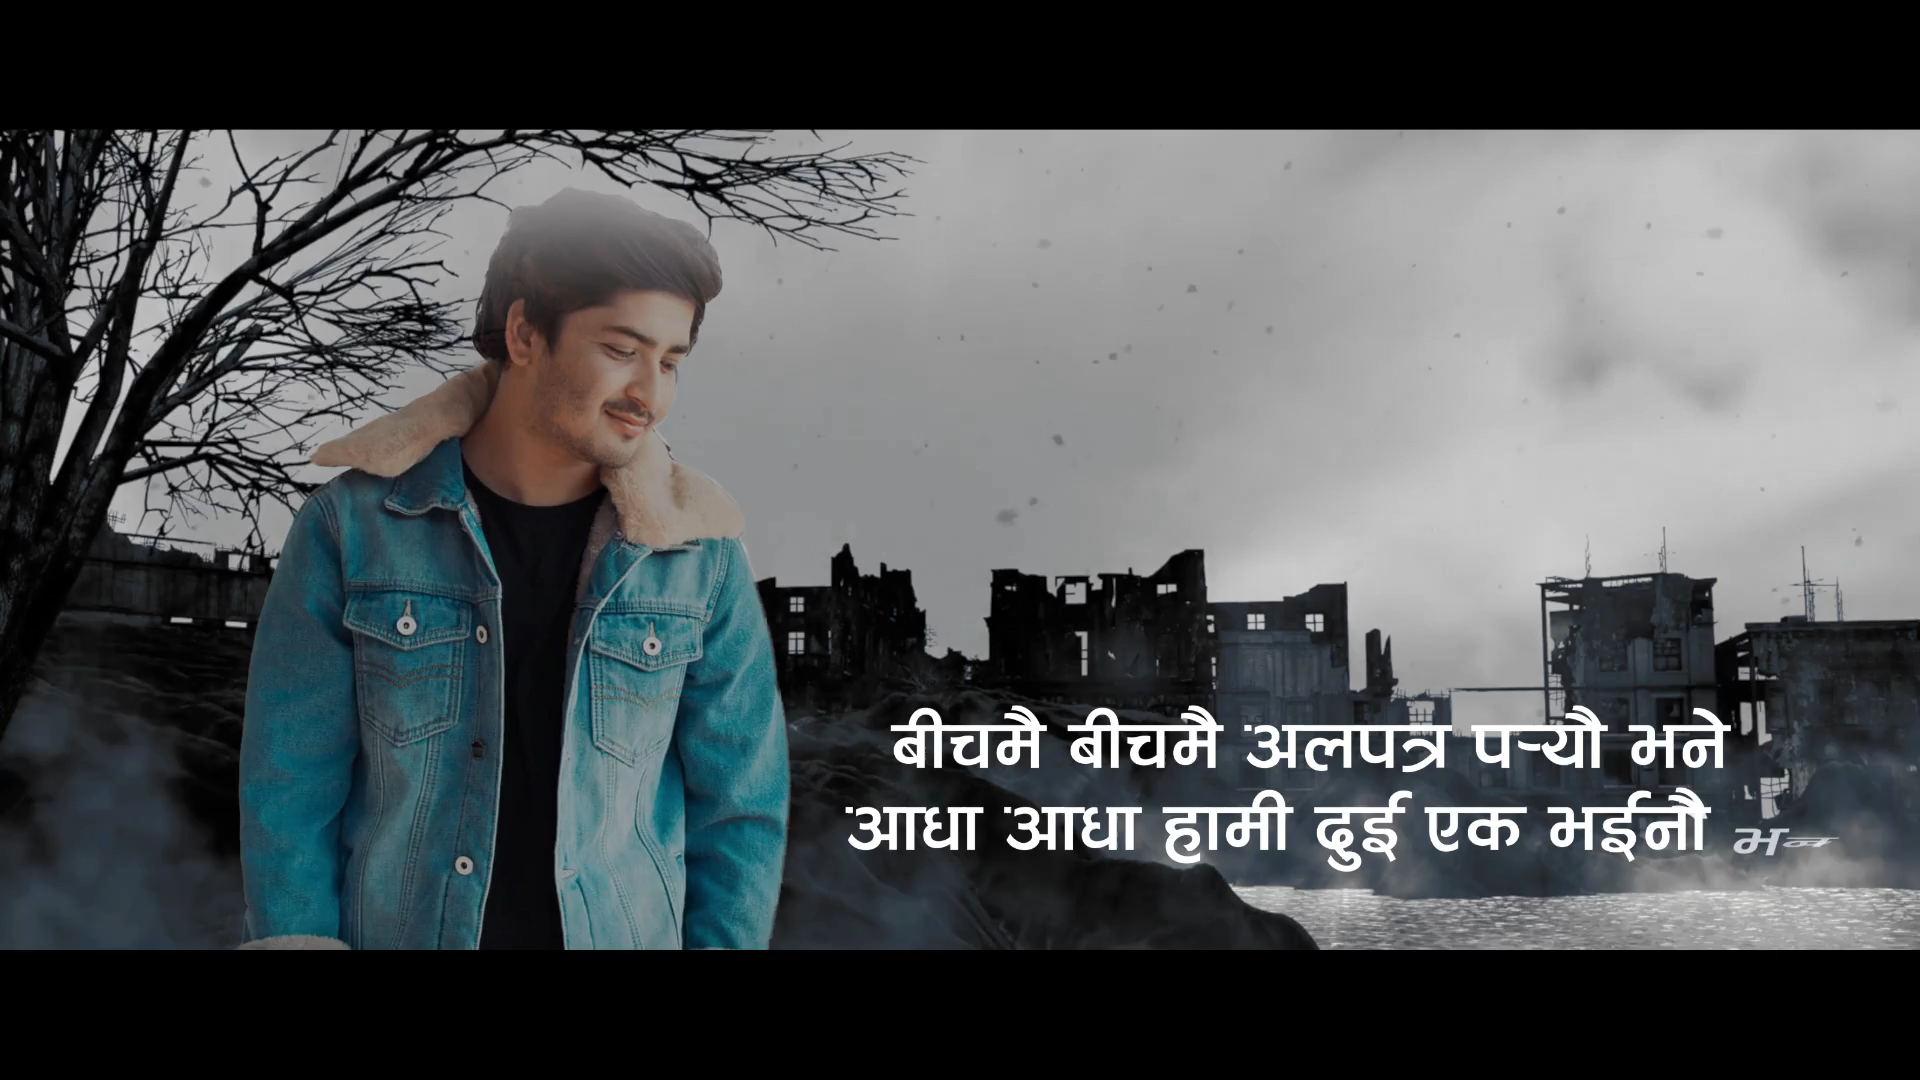 बीचमै बीचमै अलपत्र पर्‍यौ भने
आधा आधा हामी दुई एक भईनौ